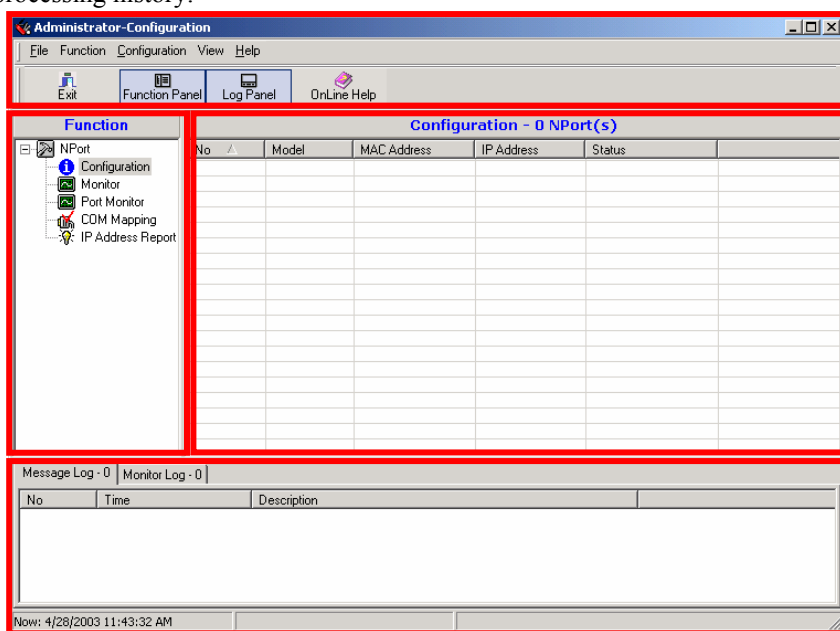 processing history.
Administrator-Configuration
File Function Configuration View Help
Exit Function Panel Log Panel OnLine Help
Function
Configuration - 0 NPort(s)
NPort
Configuration
Monitor
Port Monitor
COM Mapping
IP Address Report
No Model MAC Address IP Address Status
Message Log - 0 Monitor Log - 0
No Time Description
Now: 4/28/2003 11:43:32 AM